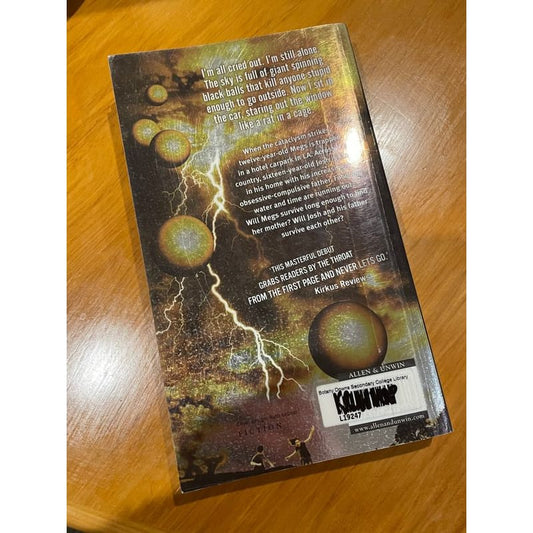 I'm all cried out. I'm still alone.
The sky is full of giant spinning
black balls that kill anyone stupid
enough to go outside. Now I sit in
the car, staring out the window
like a rat in a cage.
When the cataclysm strikes,
twelve-year-old Megs is trapped
in a hotel carpark in LA. Across
country, sixteen-year-old Josh
in his home with his
obsessive-compulsive father.
water and time are running out.
Will Megs survive long enough to find
her mother? Will Josh and his father
survive each other?
'THIS MASTERFUL DEBUT
GRABS READERS BY THE THROAT
FROM THE FIRST PAGE AND NEVER LETS GO.'
Kirkus Review
ALLEN & UNWIN
Botany Downs Secondary College Library
L19247
www.allenandunwin.com
FICTION